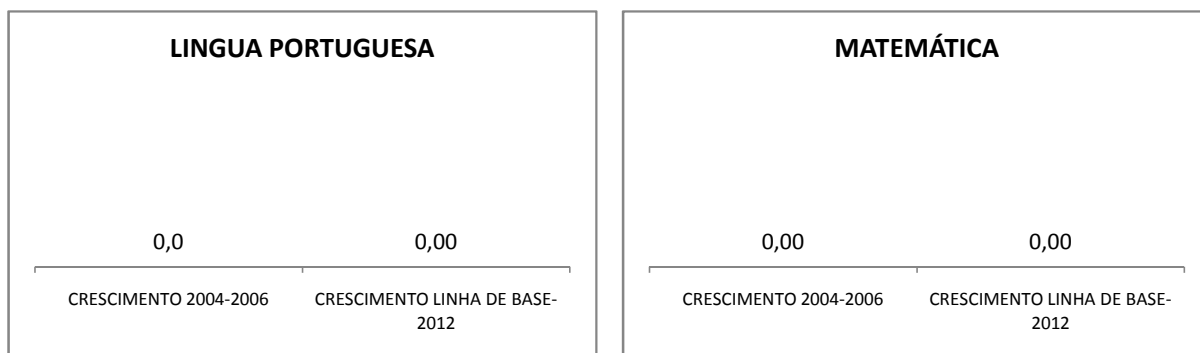 LINGUA PORTUGUESA
0,0 0,00
CRESCIMENTO 2004-2006 CRESCIMENTO LINHA DE BASE-
2012
MATEMÁTICA
0,00 0,00
CRESCIMENTO 2004-2006 CRESCIMENTO LINHA DE BASE-
2012